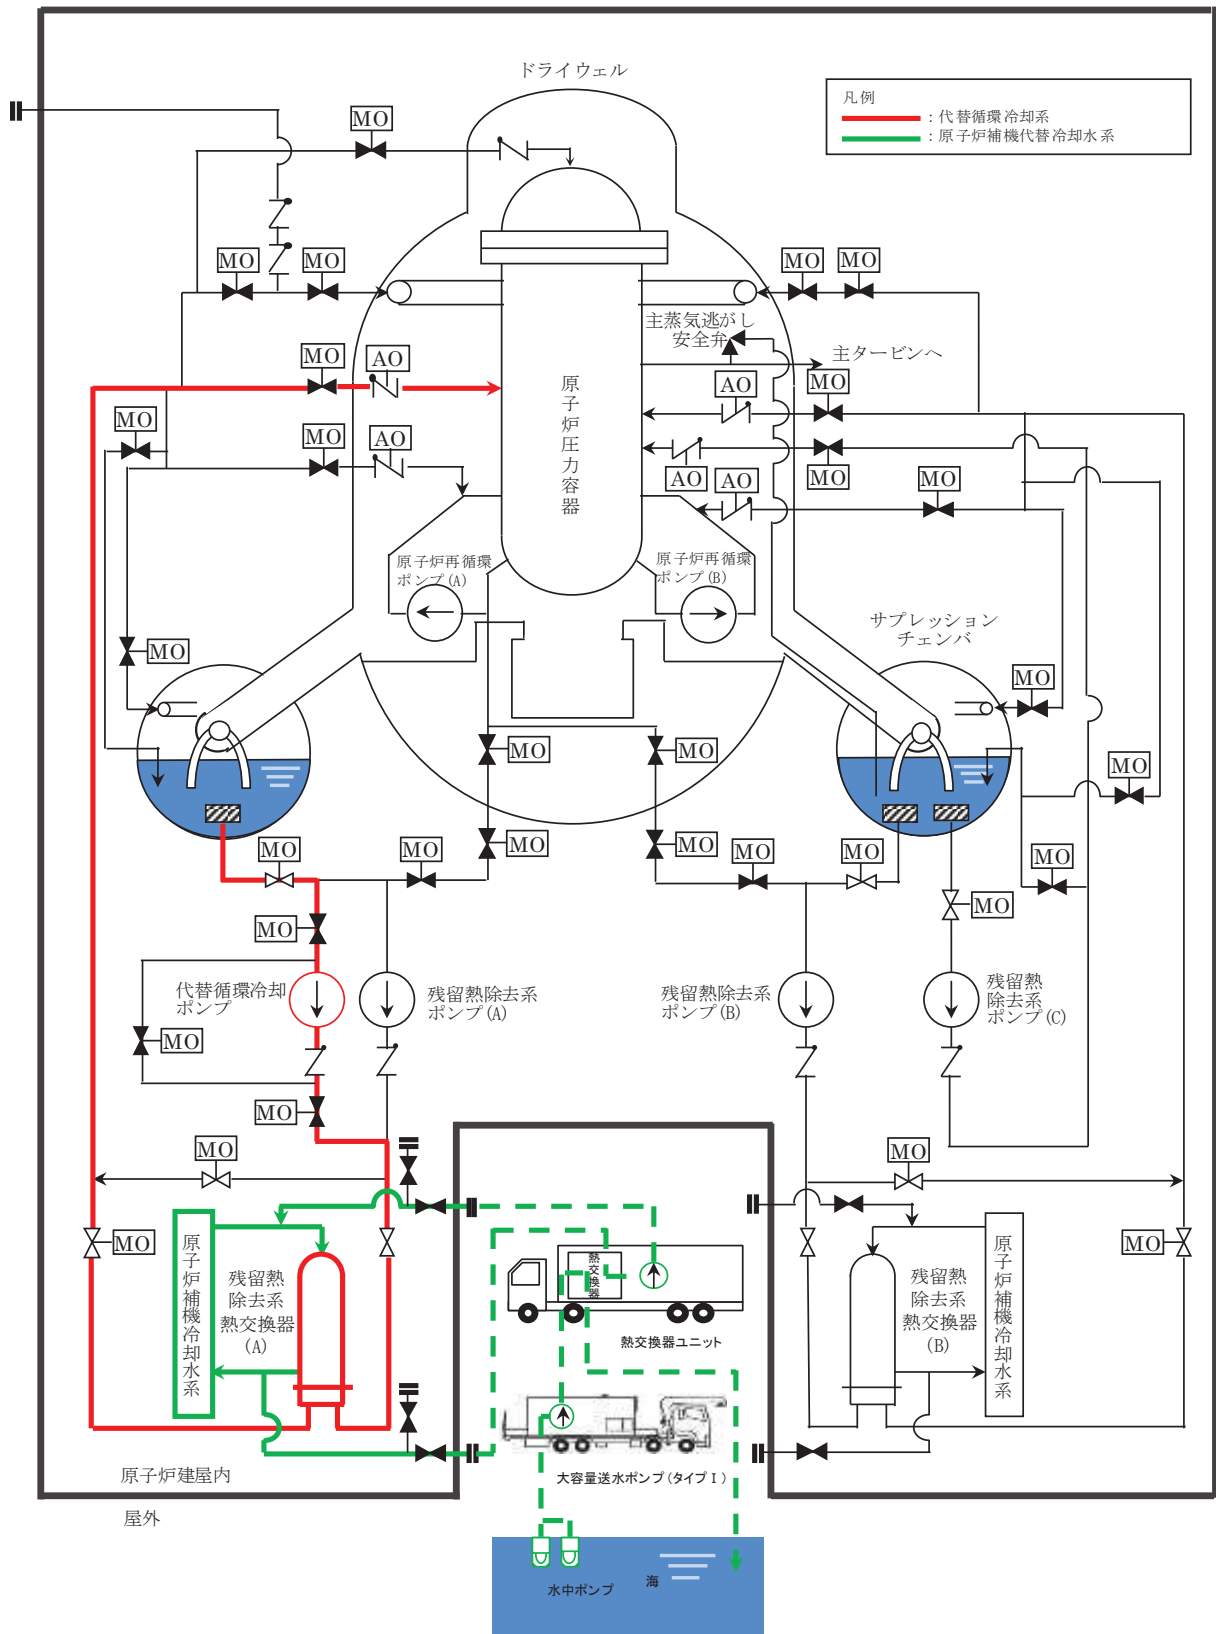 ドライウェル
凡例
：代替循環冷却系
：原子炉補機代替冷却水系
MO
MO
MO
MO
MO
主蒸気逃がし
安全弁
主タービンへ
MO
AO
AO
MO
原子炉圧力容器
MO
MO
AO
AO
MO
AO
MO
原子炉再循環
ポンプ(A)
原子炉再循環
ポンプ(B)
サプレッション
チェンバ
MO
MO
MO
MO
MO
MO
MO
MO
MO
MO
MO
MO
MO
MO
代替循環冷却
ポンプ
残留熱除去系
ポンプ(A)
残留熱除去系
ポンプ(B)
残留熱
除去系
ポンプ(C)
MO
MO
MO
MO
MO
MO
原子炉補機冷却水系
残留熱
除去系
熱交換器
(A)
熱交換器
熱交換器ユニット
残留熱
除去系
熱交換器
(B)
原子炉補機冷却水系
大容量送水ポンプ(タイプⅠ)
原子炉建屋内
屋外
水中ポンプ
海